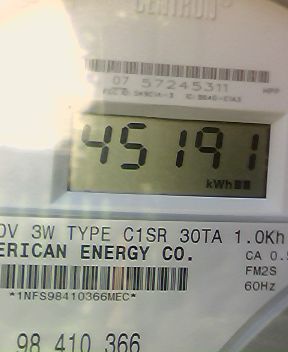 CENTRON®
07 57245311
45191
kWh
0V 3W TYPE C1SR 30TA 1.0Kh
ERICAN ENERGY CO. CA 0.5
FM2S
*1NFS98410366MEC* 60Hz
98 410 366